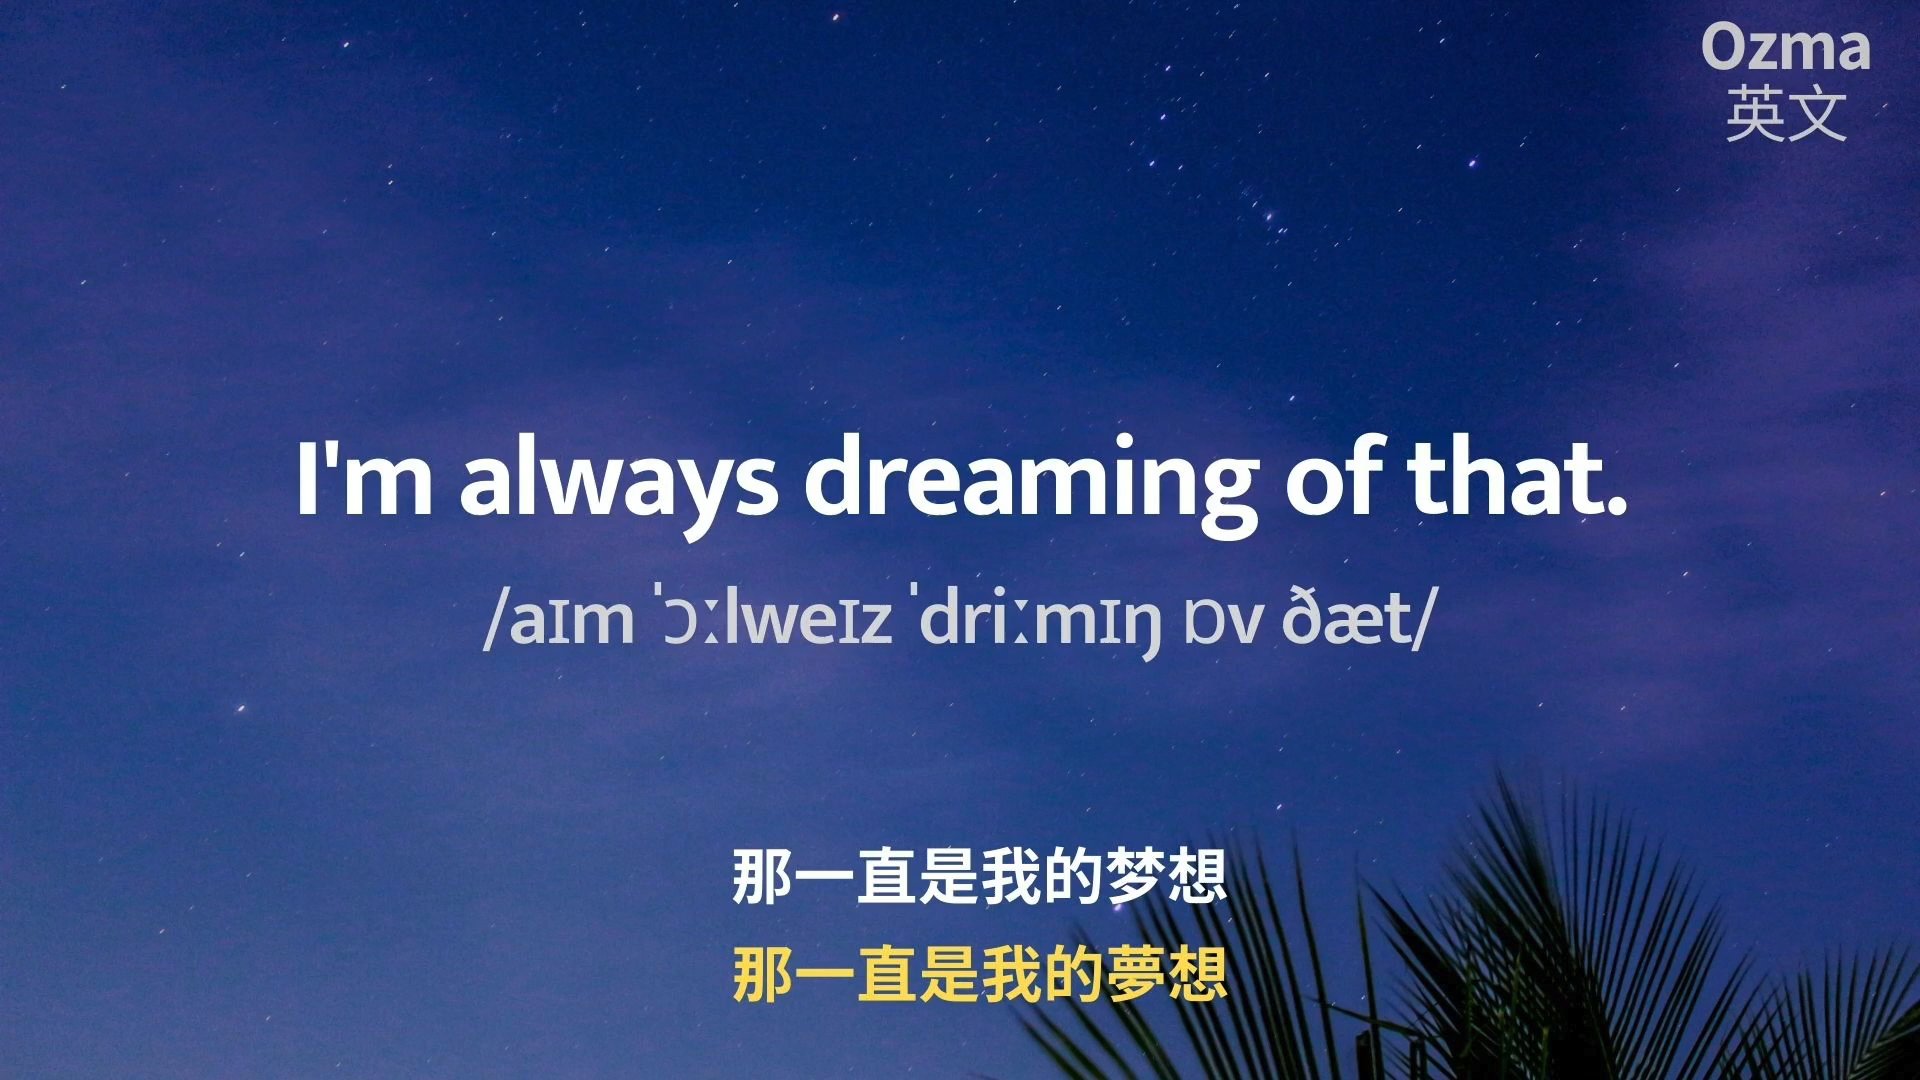 Ozma
英文
I'm always dreaming of that.
/aɪm ˈɔːlweɪz ˈdriːmɪŋ ɒv ðæt/
那一直是我的梦想
那一直是我的夢想